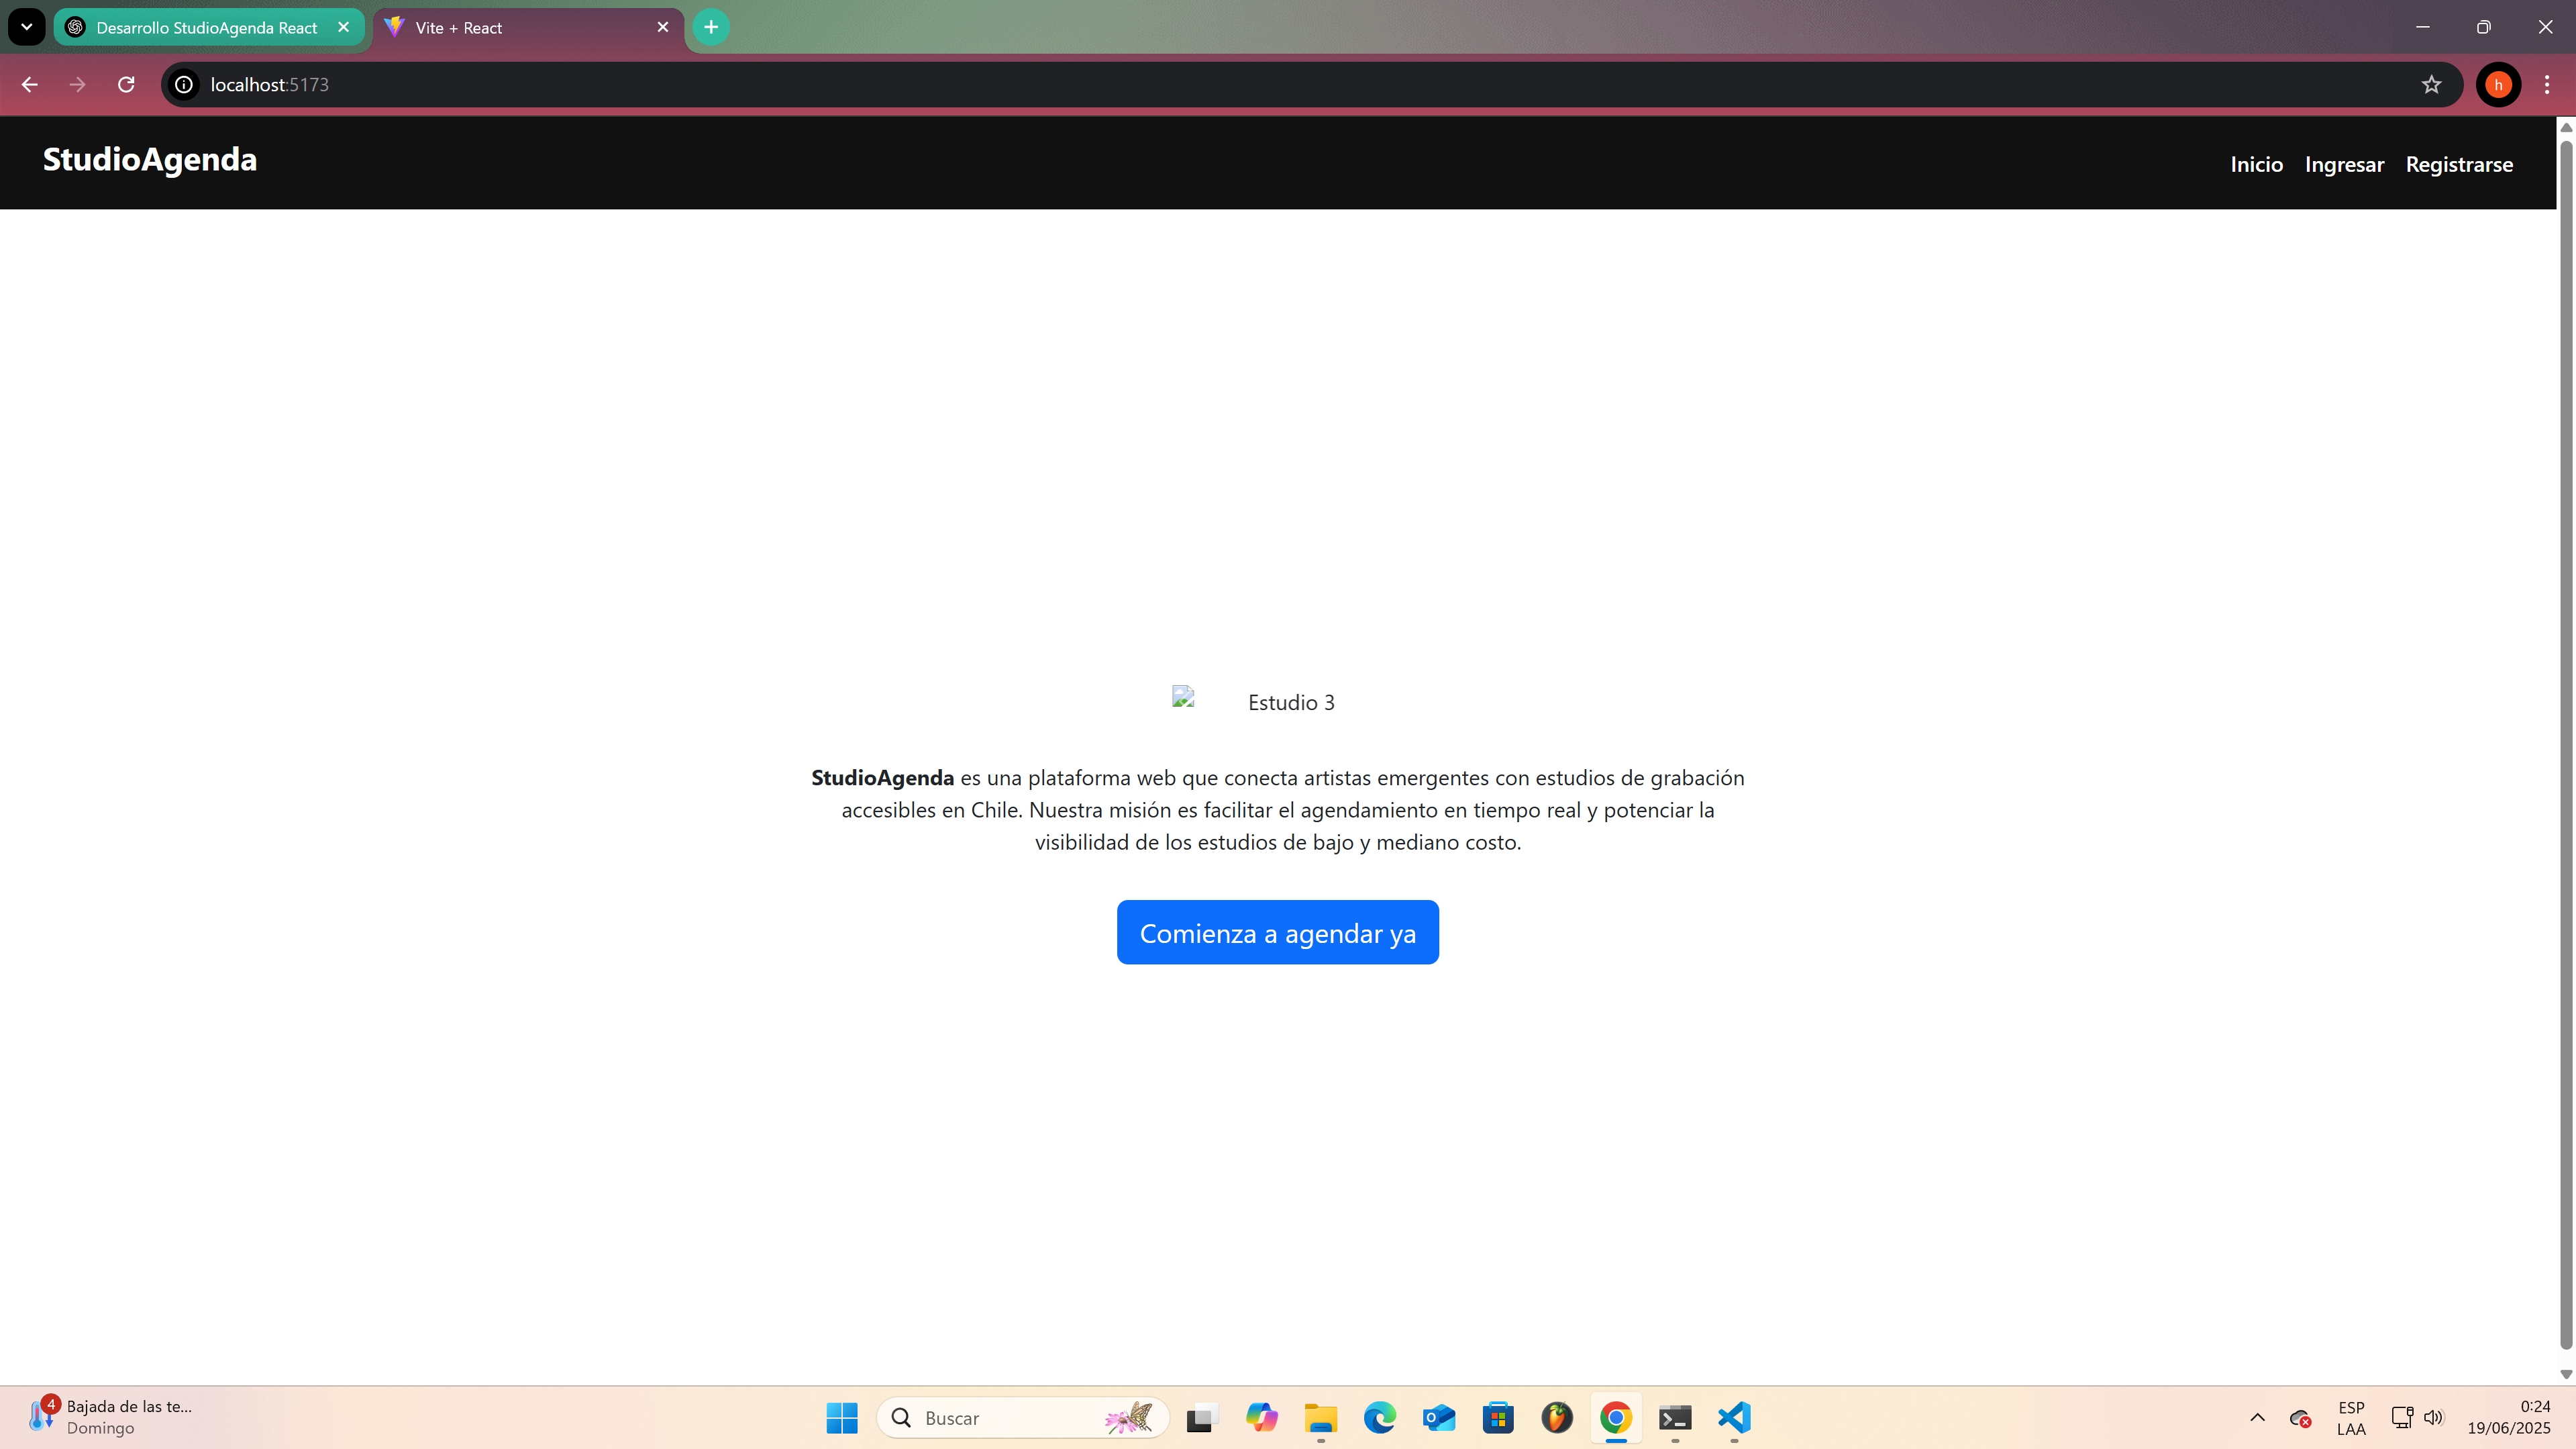 Desarrollo StudioAgenda React
Vite + React
localhost:5173
h
StudioAgenda
Inicio Ingresar Registrarse
Estudio 3
StudioAgenda es una plataforma web que conecta artistas emergentes con estudios de grabación
accesibles en Chile. Nuestra misión es facilitar el agendamiento en tiempo real y potenciar la
visibilidad de los estudios de bajo y mediano costo.
Comienza a agendar ya
4
Bajada de las te...
Domingo
Buscar
ESP
LAA
0:24
19/06/2025